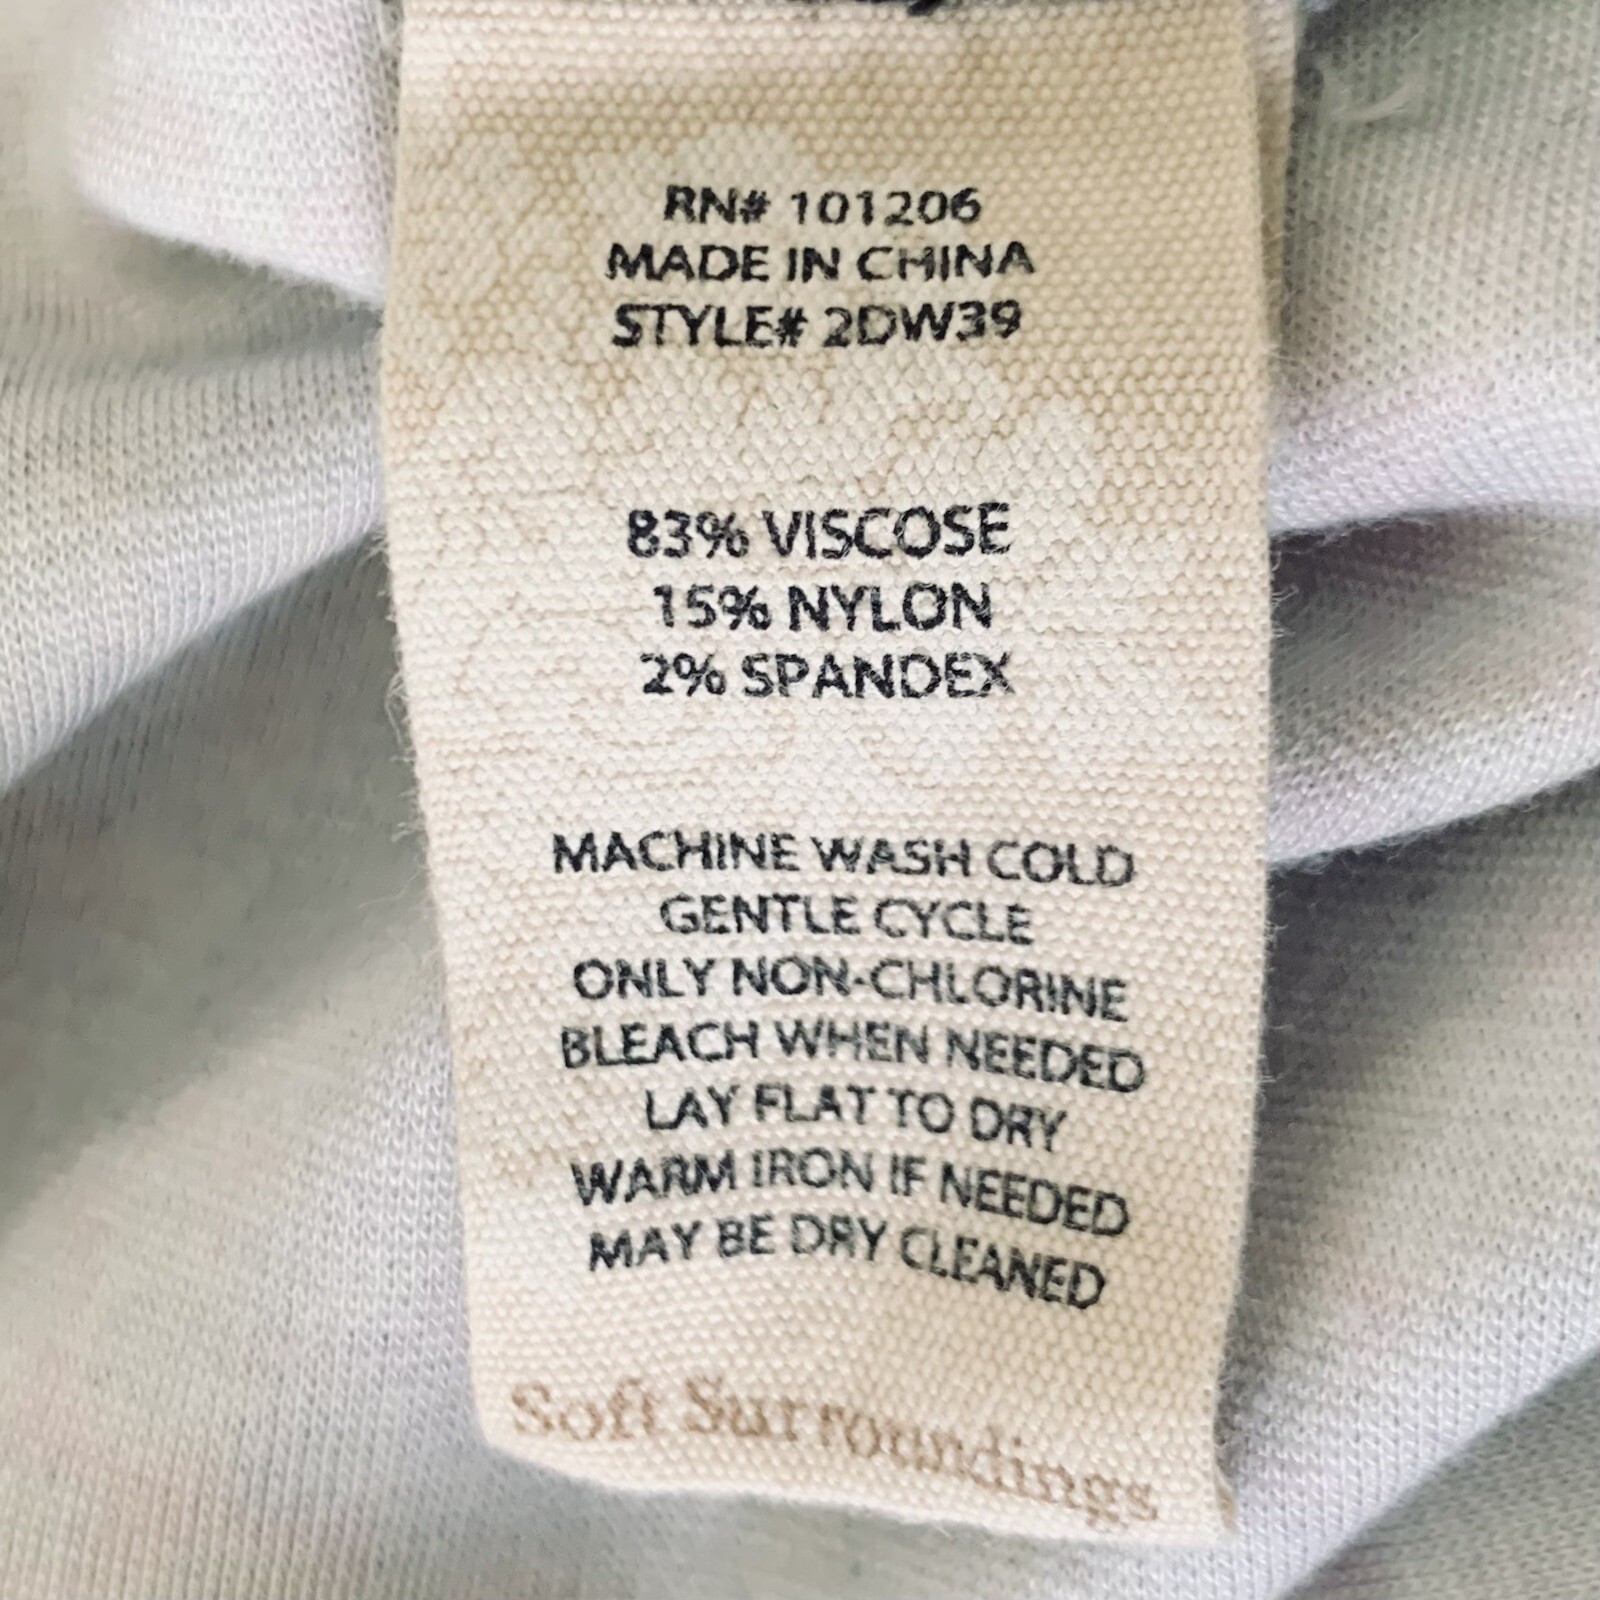 RN# 101206
MADE IN CHINA
STYLE# 2DW39
83% VISCOSE
15% NYLON
2% SPANDEX
MACHINE WASH COLD
GENTLE CYCLE
ONLY NON-CHLORINE
BLEACH WHEN NEEDED
LAY FLAT TO DRY
WARM IRON IF NEEDED
MAY BE DRY CLEANED
Soft Surroundings